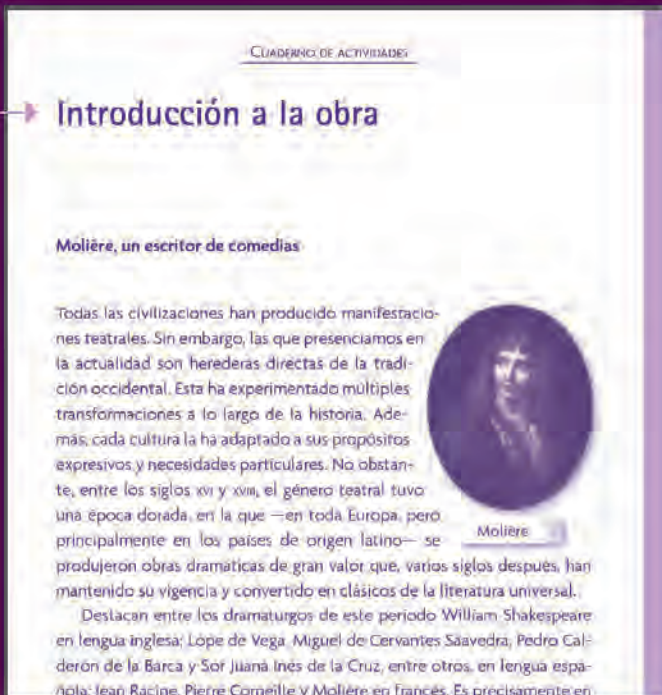 CUADERNO DE ACTIVIDADES
Introducción a la obra
Molière, un escritor de comedias
Todas las civilizaciones han producido manifestacio-
nes teatrales. Sin embargo, las que presenciamos en
la actualidad son herederas directas de la tradi-
ción occidental. Esta ha experimentado múltiples
transformaciones a lo largo de la historia. Ade-
más, cada cultura la ha adaptado a sus propósitos
expresivos y necesidades particulares. No obstan-
te, entre los siglos XVI y XVIII, el género teatral tuvo
una época dorada, en la que —en toda Europa, pero
principalmente en los países de origen latino— se
Molière
produjeron obras dramáticas de gran valor que, varios siglos después, han
mantenido su vigencia y convertido en clásicos de la literatura universal.
Destacan entre los dramaturgos de este periodo William Shakespeare
en lengua inglesa; Lope de Vega, Miguel de Cervantes Saavedra, Pedro Cal-
derón de la Barca y Sor Juana Inés de la Cruz, entre otros, en lengua espa-
ñola; Jean Racine, Pierre Corneille y Molière en francés. Es precisamente en